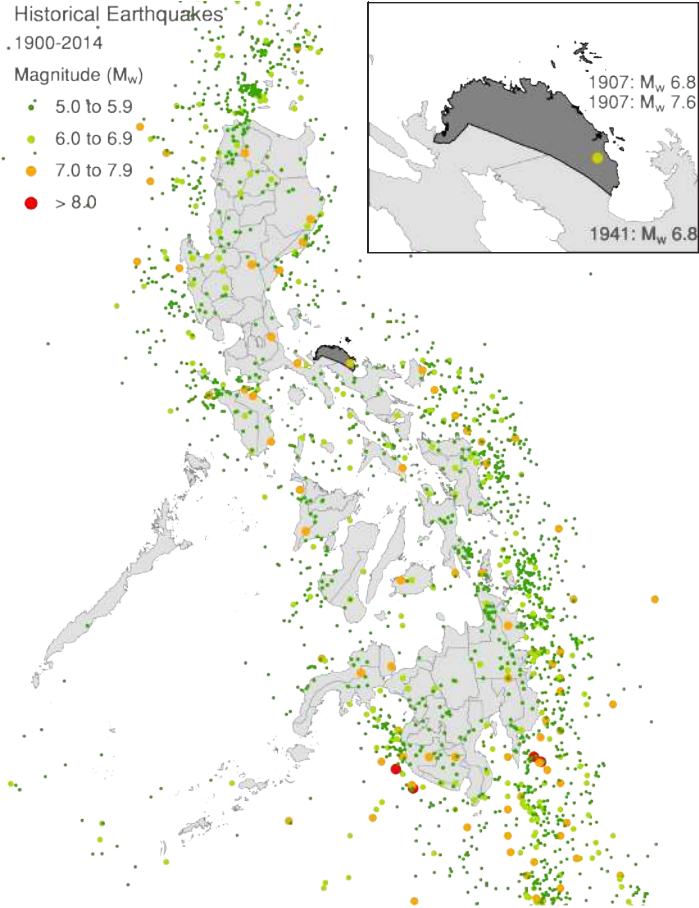 Historical Earthquakes
1900-2014
Magnitude (Mw)
5.0 to 5.9
6.0 to 6.9
7.0 to 7.9
> 8.0
1907: Mw 6.8
1907: Mw 7.6
1941: Mw 6.8